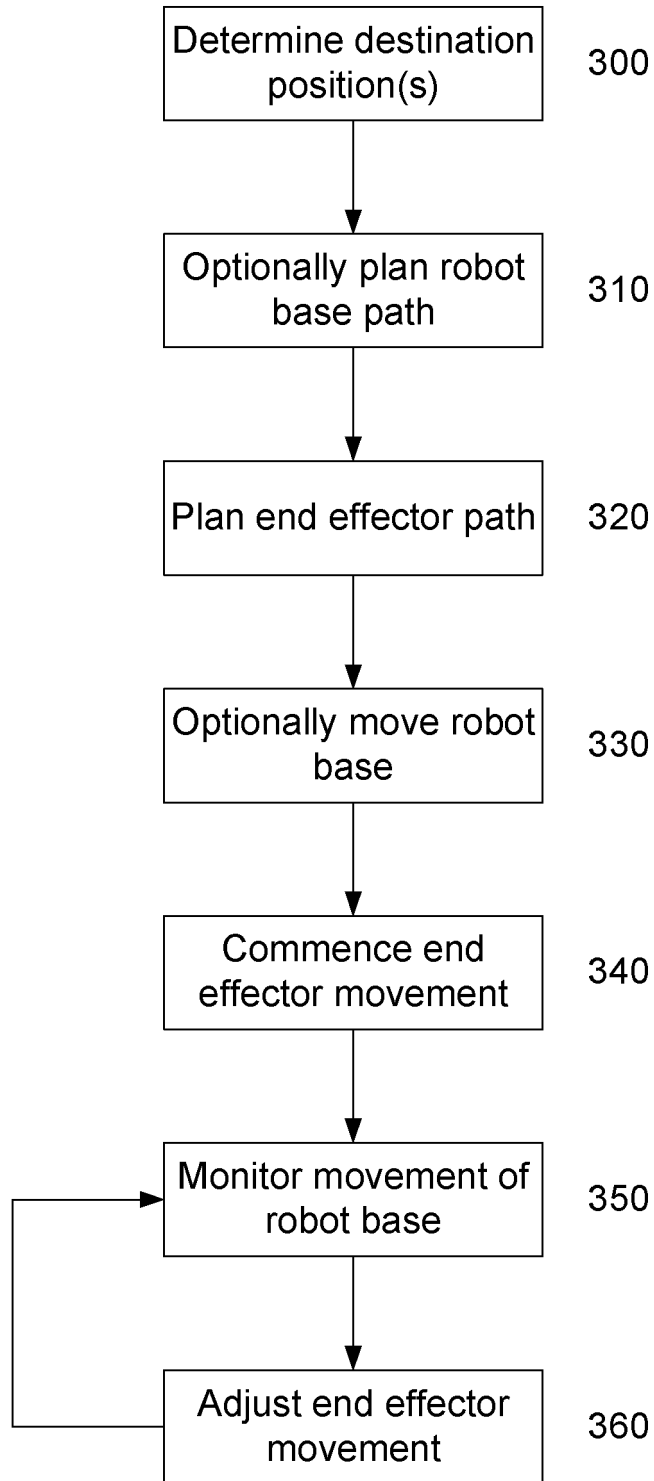 Determine destination
position(s)
300
Optionally plan robot
base path
310
Plan end effector path
320
Optionally move robot
base
330
Commence end
effector movement
340
Monitor movement of
robot base
350
Adjust end effector
movement
360